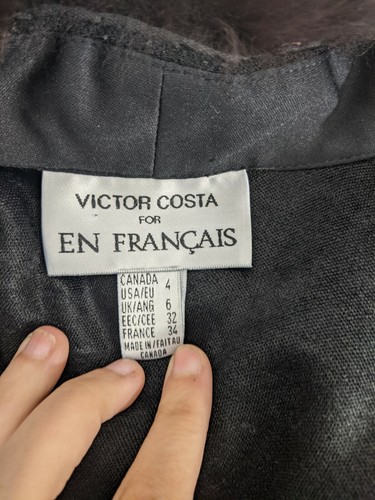 VICTOR COSTA
FOR
EN FRANÇAIS
CANADA 4
USA/EU
UK/ANG 6
EEC/CEE 32
FRANCE 34
MADE IN/FAIT AU
CANADA